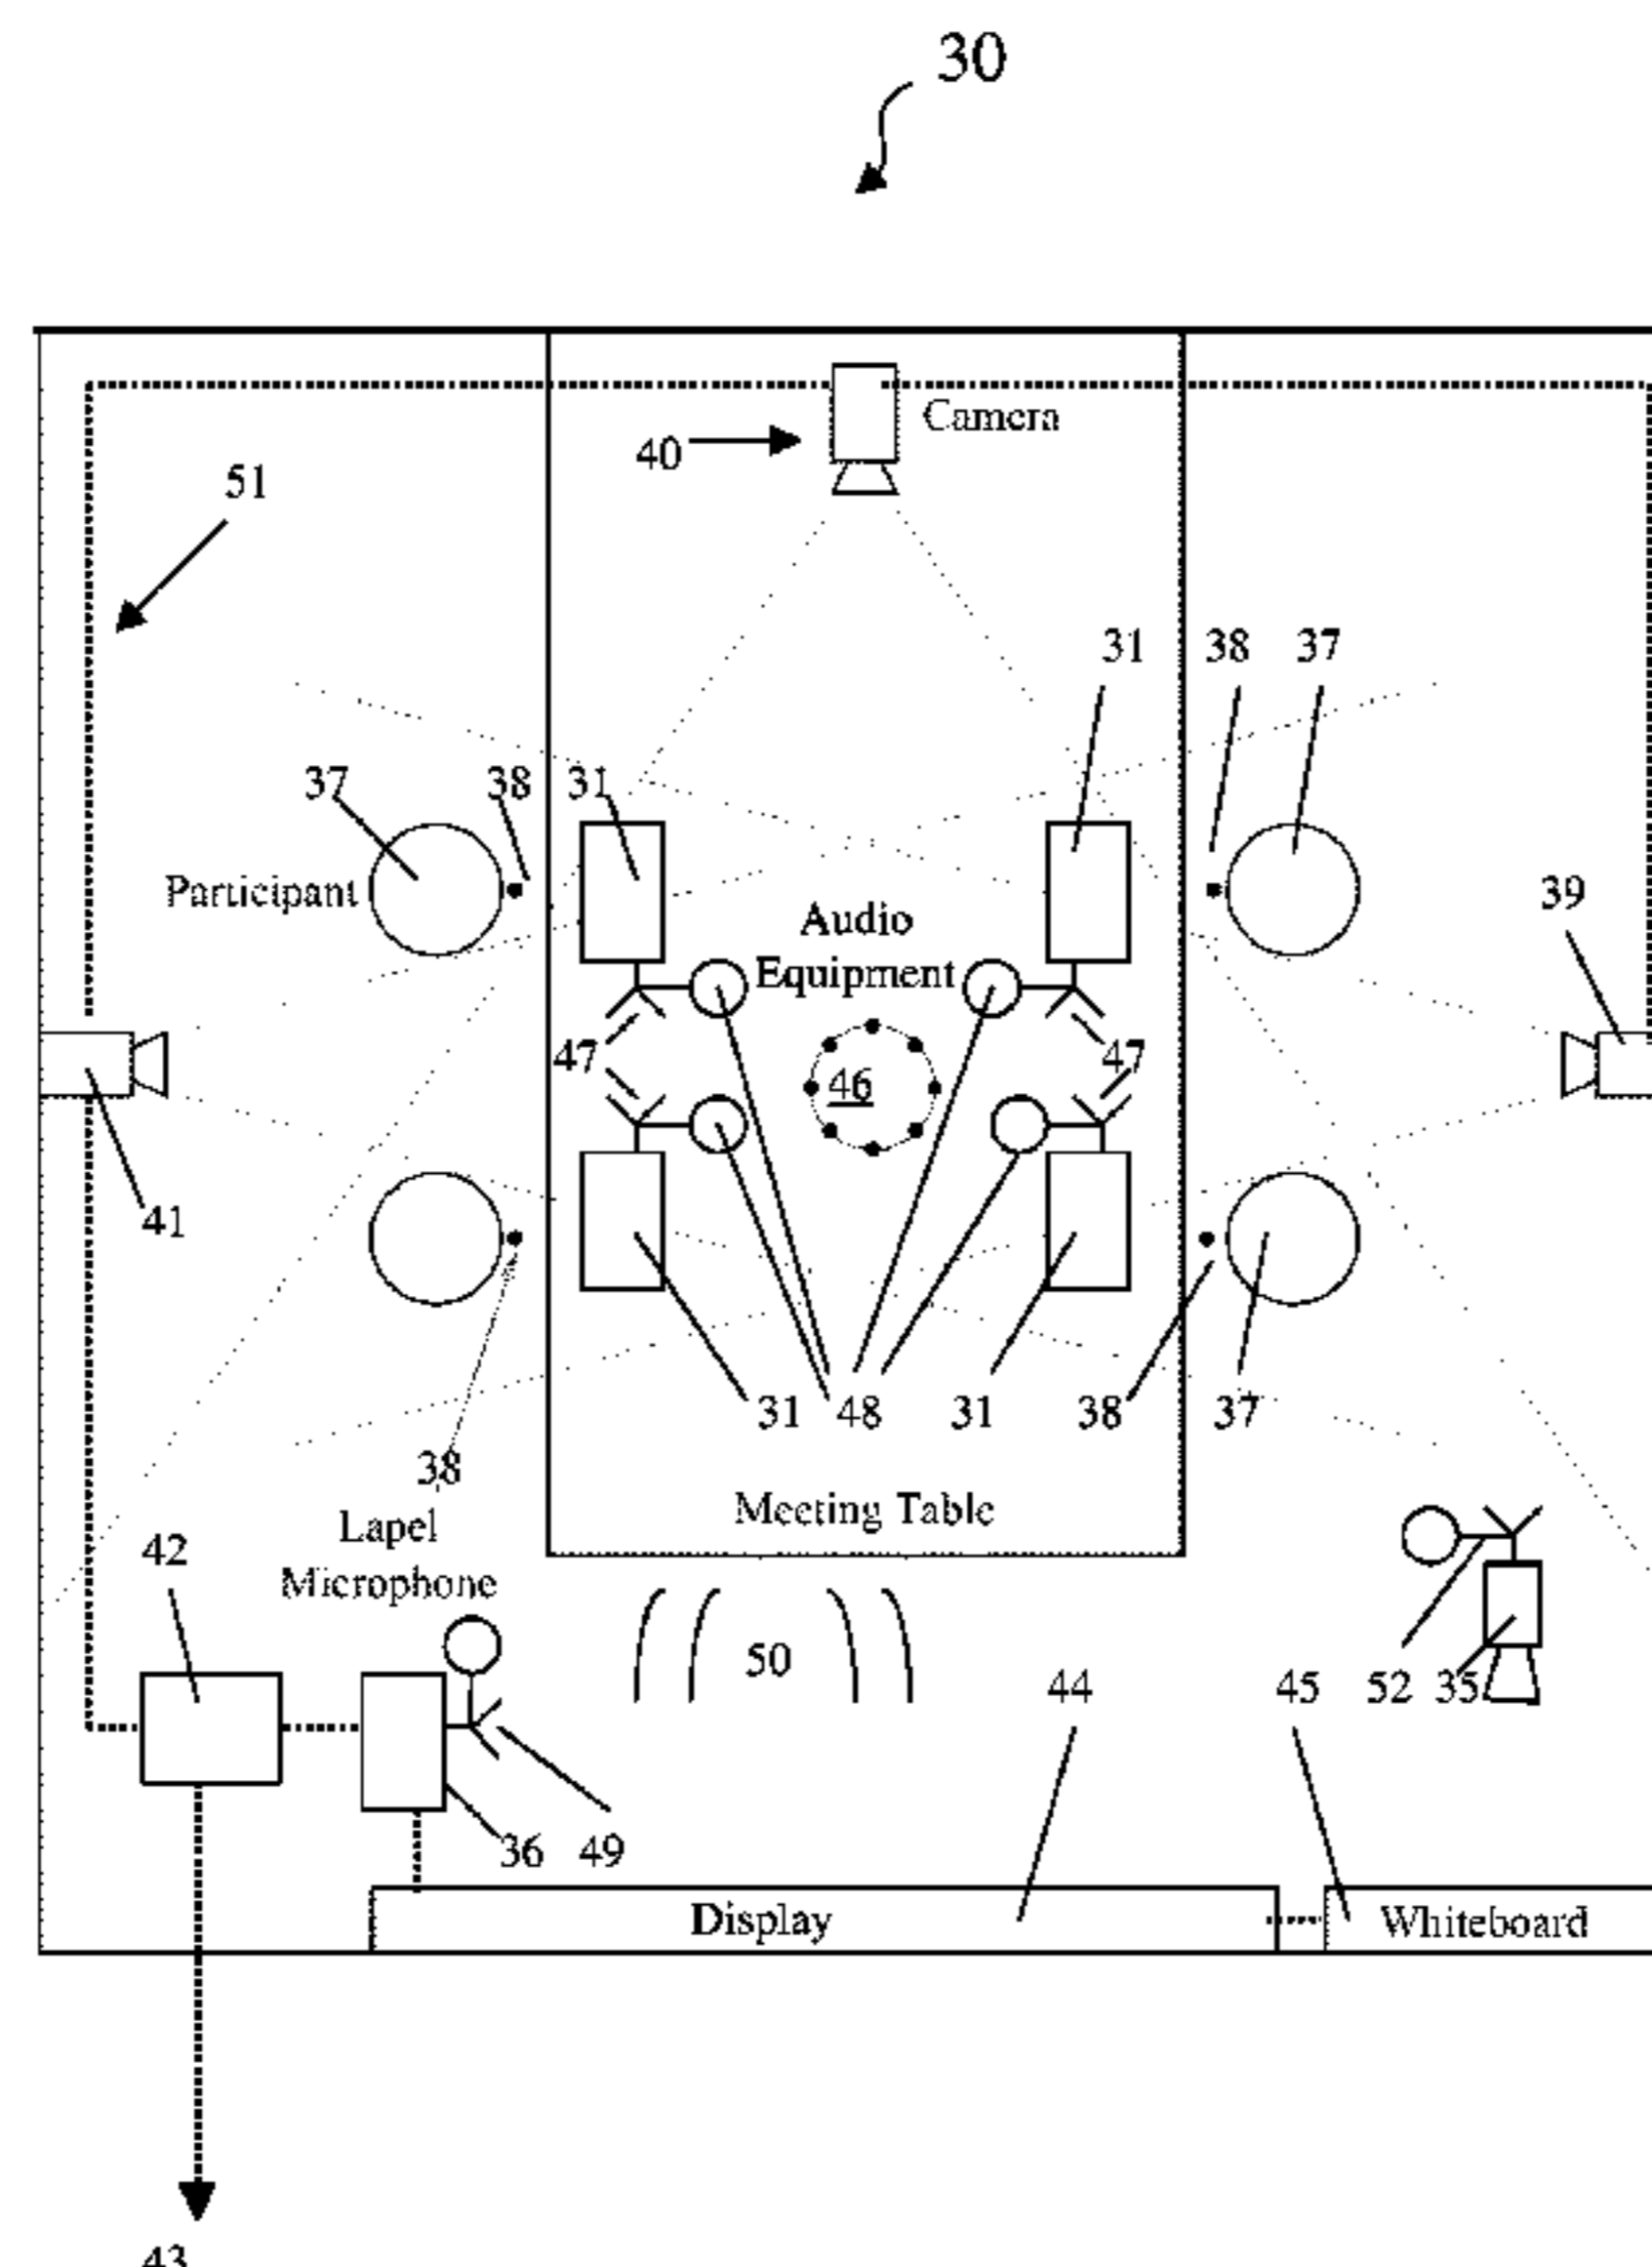 30
Camera
40
51
31 38 37
37 38 31
Participant
39
Audio
Equipment
47 46 47
41
31 48 31 38 37
38
Lapel
Microphone
Meeting Table
42
50
44 45 52 35
36 49
Display
Whiteboard
43